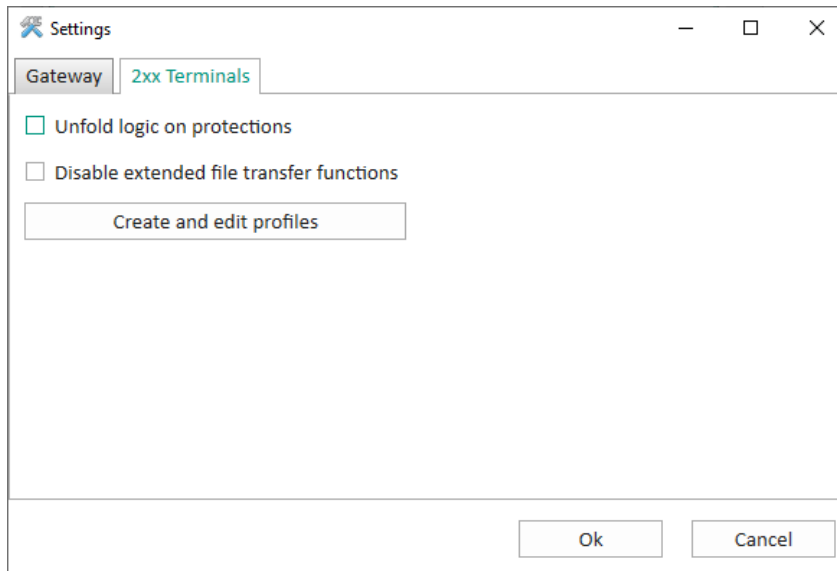 Settings
Gateway 2xx Terminals
Unfold logic on protections
Disable extended file transfer functions
Create and edit profiles
Ok Cancel